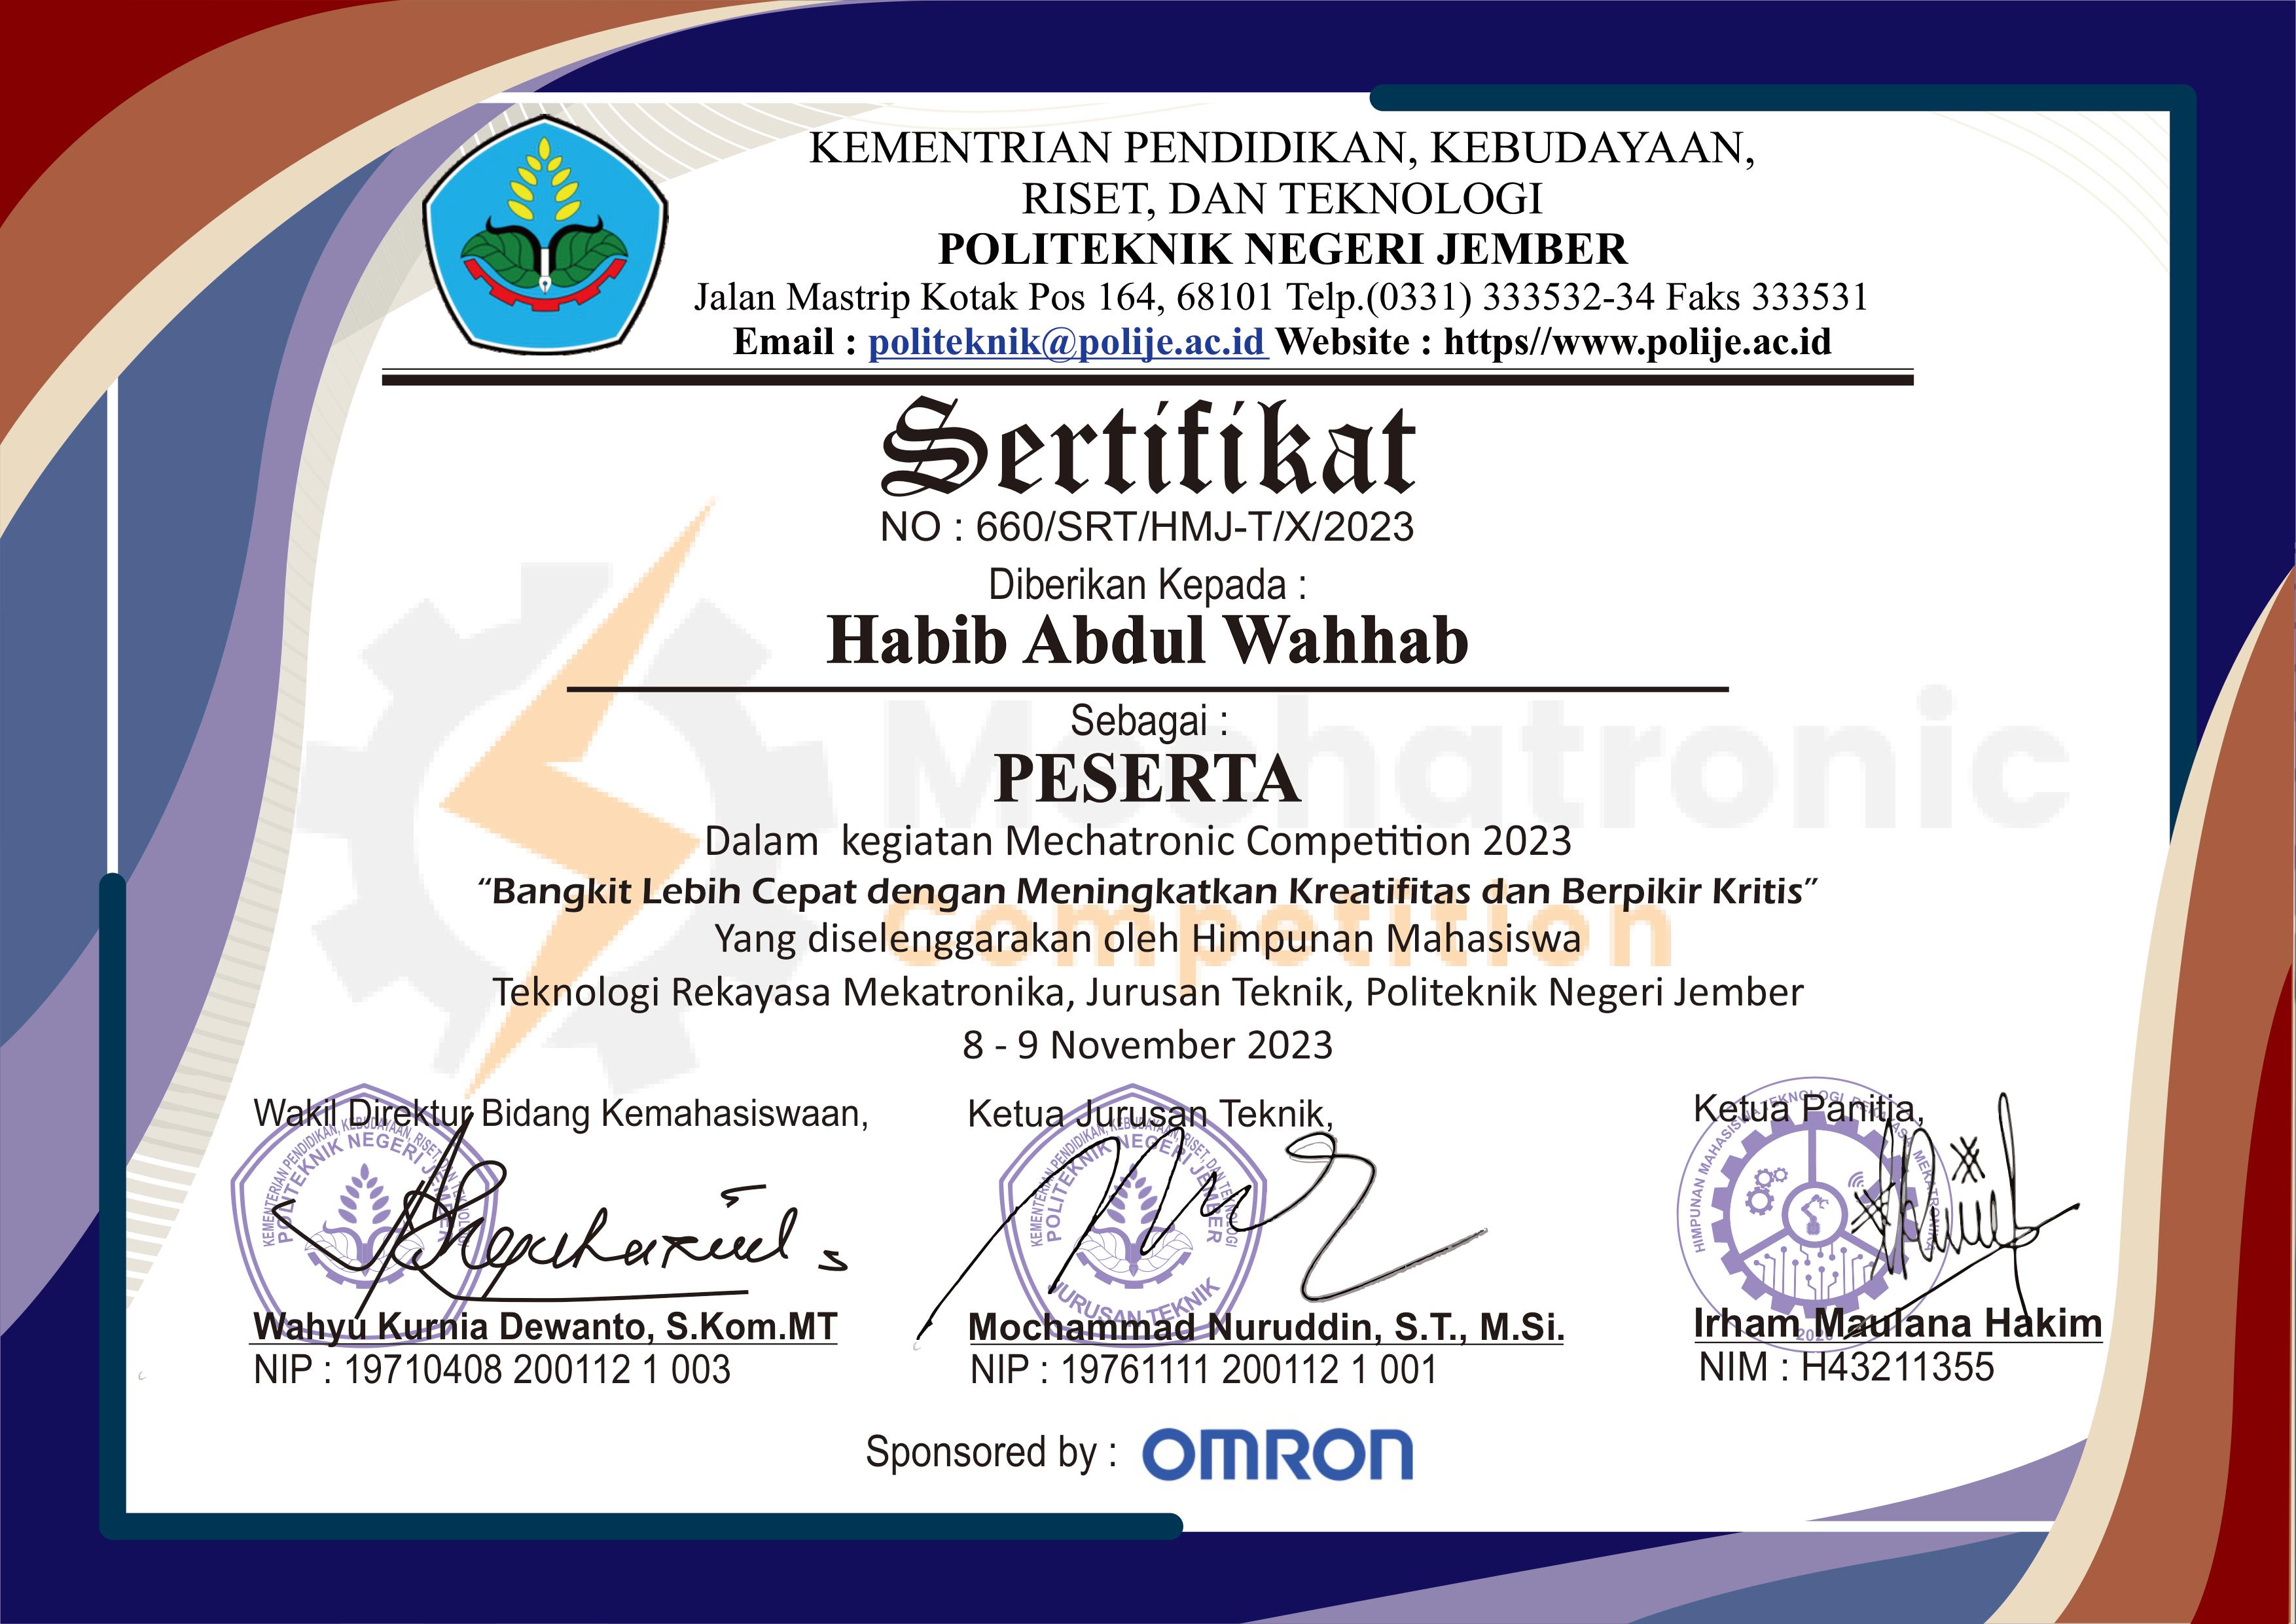 KEMENTRIAN PENDIDIKAN, KEBUDAYAAN,
RISET, DAN TEKNOLOGI
POLITEKNIK NEGERI JEMBER
Jalan Mastrip Kotak Pos 164, 68101 Telp.(0331) 333532-34 Faks 333531
Email : politeknik@polije.ac.id Website : https//www.polije.ac.id
Sertifikat
NO : 660/SRT/HMJ-T/X/2023
Diberikan Kepada :
Habib Abdul Wahhab
Sebagai :
PESERTA
Mechatronic
Dalam  kegiatan Mechatronic Competition 2023
“Bangkit Lebih Cepat dengan Meningkatkan Kreatifitas dan Berpikir Kritis”
Competition
Yang diselenggarakan oleh Himpunan Mahasiswa
Teknologi Rekayasa Mekatronika, Jurusan Teknik, Politeknik Negeri Jember
8 - 9 November 2023
Wakil Direktur Bidang Kemahasiswaan,
KEMENTERIAN PENDIDIKAN, KEBUDAYAAN, RISET, DAN TEKNOLOGI
POLITEKNIK NEGERI JEMBER
Wahyu Kurnia Dewanto, S.Kom.MT
NIP : 19710408 200112 1 003
Ketua Jurusan Teknik,
KEMENTERIAN PENDIDIKAN, KEBUDAYAAN, RISET, DAN TEKNOLOGI
POLITEKNIK NEGERI JEMBER
JURUSAN TEKNIK
Mochammad Nuruddin, S.T., M.Si.
NIP : 19761111 200112 1 001
Ketua Panitia,
HIMPUNAN MAHASISWA TEKNOLOGI REKAYASA MEKATRONIKA
Irham Maulana Hakim
NIM : H43211355
Sponsored by : OMRON